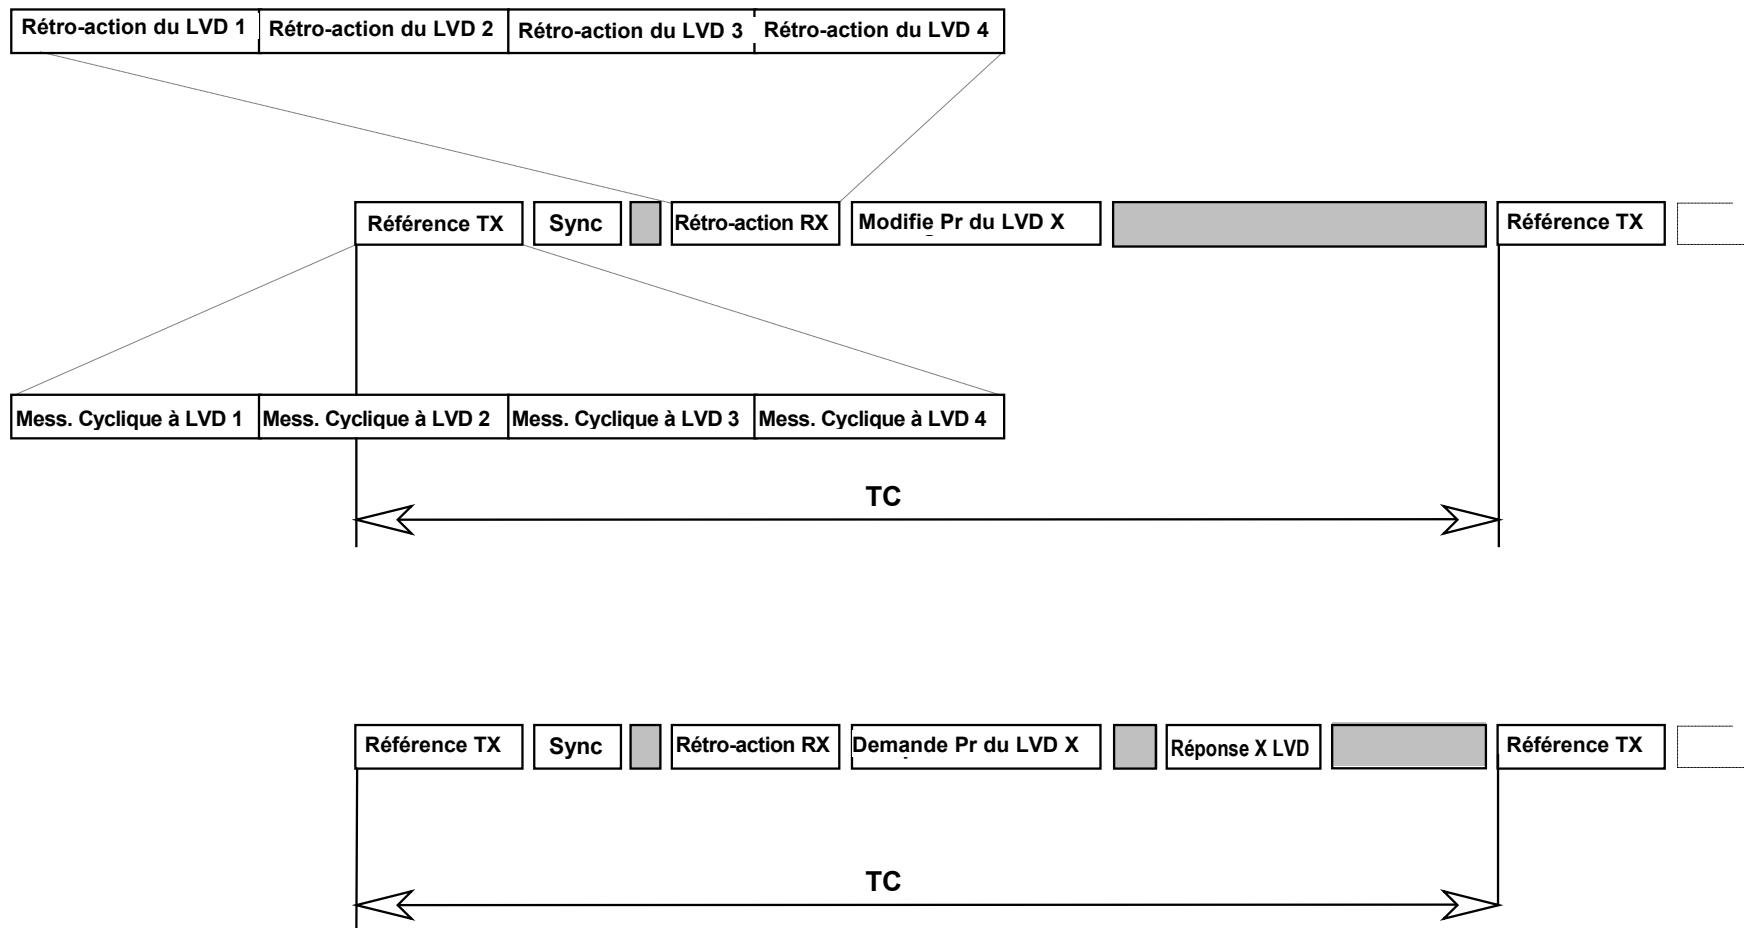 Rétro-action du LVD 1 Rétro-action du LVD 2 Rétro-action du LVD 3 Rétro-action du LVD 4
Référence TX Sync Rétro-action RX Modifie Pr du LVD X Référence TX
Mess. Cyclique à LVD 1 Mess. Cyclique à LVD 2 Mess. Cyclique à LVD 3 Mess. Cyclique à LVD 4
TC
Référence TX Sync Rétro-action RX Demande Pr du LVD X Réponse X LVD Référence TX
TC